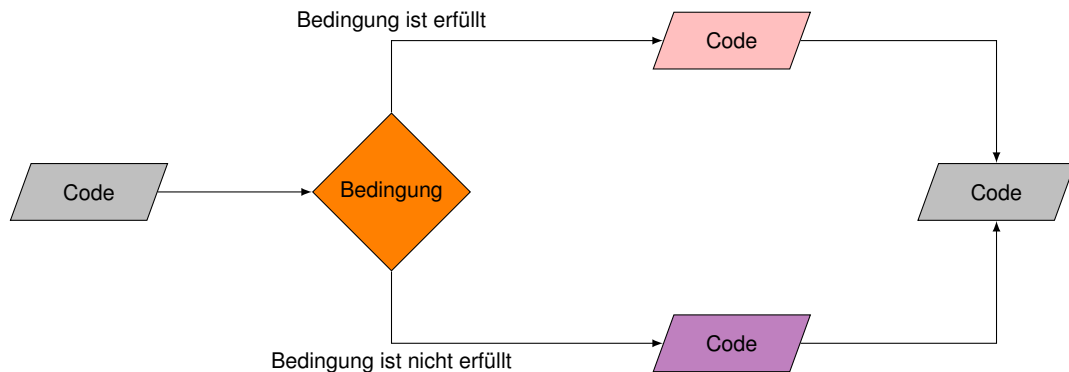 Bedingung ist erfüllt
Code
Code
Bedingung
Code
Bedingung ist nicht erfüllt
Code